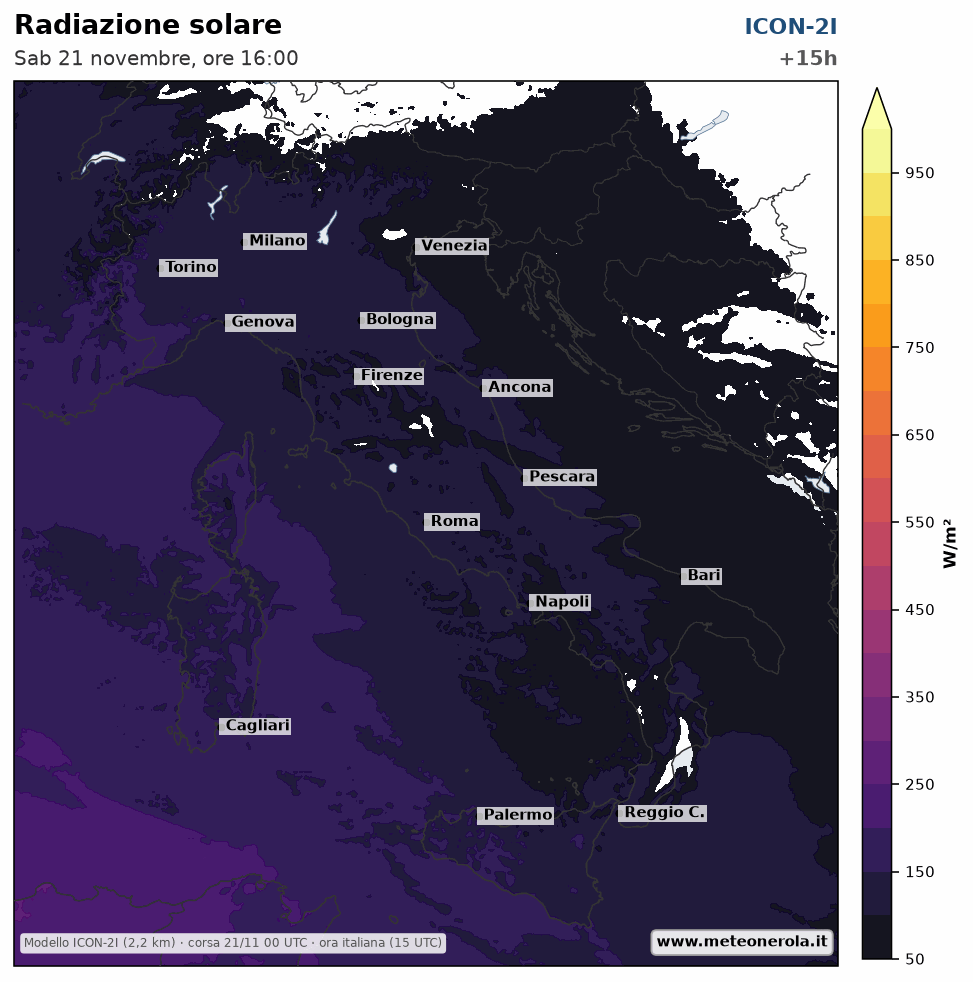 Radiazione solare
ICON-2I
Sab 21 novembre, ore 16:00
+15h
Milano
Venezia
Torino
Genova
Bologna
Firenze
Ancona
Pescara
Roma
Bari
Napoli
Cagliari
Palermo
Reggio C.
950
850
750
650
550
450
350
250
150
50
W/m²
Modello ICON-2I (2,2 km) · corsa 21/11 00 UTC · ora italiana (15 UTC)
www.meteonerola.it